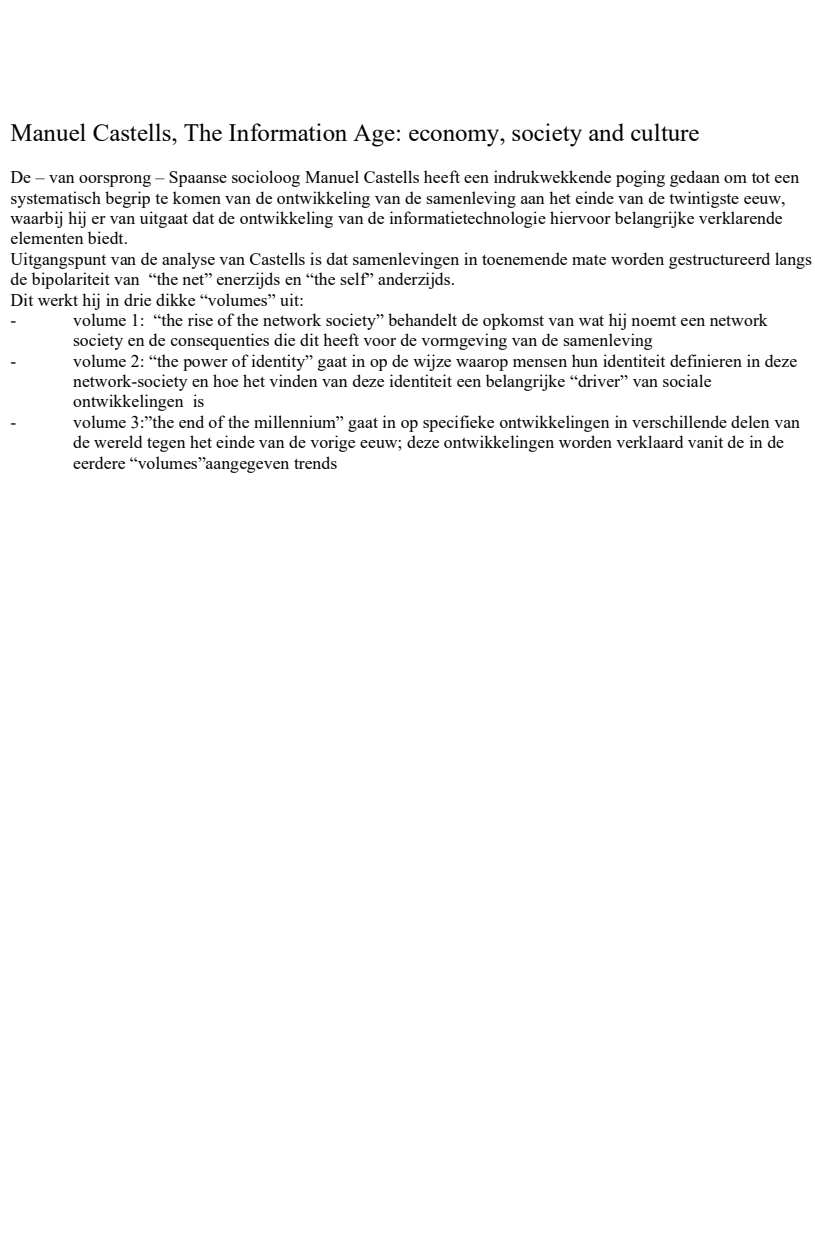 Manuel Castells, The Information Age: economy, society and culture
De – van oorsprong – Spaanse socioloog Manuel Castells heeft een indrukwekkende poging gedaan om tot een
systematisch begrip te komen van de ontwikkeling van de samenleving aan het einde van de twintigste eeuw,
waarbij hij er van uitgaat dat de ontwikkeling van de informatietechnologie hiervoor belangrijke verklarende
elementen biedt.
Uitgangspunt van de analyse van Castells is dat samenlevingen in toenemende mate worden gestructureerd langs
de bipolariteit van  “the net” enerzijds en “the self” anderzijds.
Dit werkt hij in drie dikke “volumes” uit:
- volume 1:  “the rise of the network society” behandelt de opkomst van wat hij noemt een network
society en de consequenties die dit heeft voor de vormgeving van de samenleving
- volume 2: “the power of identity” gaat in op de wijze waarop mensen hun identiteit definieren in deze
network-society en hoe het vinden van deze identiteit een belangrijke “driver” van sociale
ontwikkelingen  is
- volume 3:”the end of the millennium” gaat in op specifieke ontwikkelingen in verschillende delen van
de wereld tegen het einde van de vorige eeuw; deze ontwikkelingen worden verklaard vanit de in de
eerdere “volumes”aangegeven trends